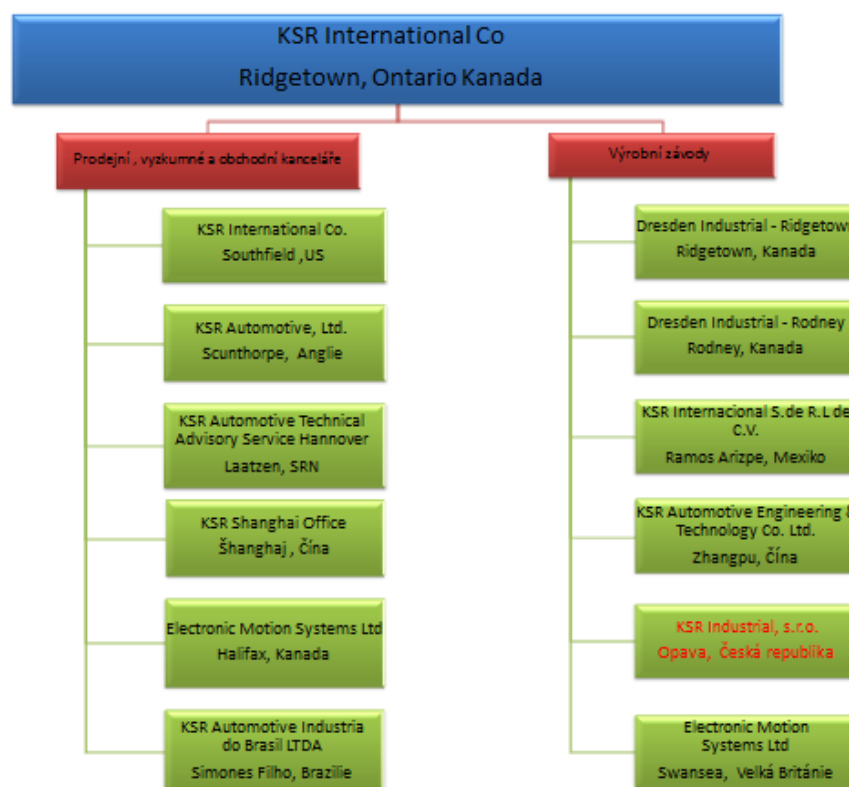 KSR International Co
Ridgetown, Ontario Kanada
Prodejní , vyzkumné a obchodní kanceláře
KSR International Co.
Southfield ,US
KSR Automotive, Ltd.
Scunthorpe, Anglie
KSR Automotive Technical
Advisory Service Hannover
Laatzen, SRN
KSR Shanghai Office
Šhanghaj , Čína
Electronic Motion Systems Ltd
Halifax, Kanada
KSR Automotive Industria
do Brasil LTDA
Simones Filho, Brazilie
Výrobní závody
Dresden Industrial - Ridgetown
Ridgetown, Kanada
Dresden Industrial - Rodney
Rodney, Kanada
KSR Internacional S.de R.L de
C.V.
Ramos Arizpe, Mexiko
KSR Automotive Engineering &
Technology Co. Ltd.
Zhangpu, Čína
KSR Industrial, s.r.o.
Opava, Česká republika
Electronic Motion
Systems Ltd
Swansea, Velká Británie